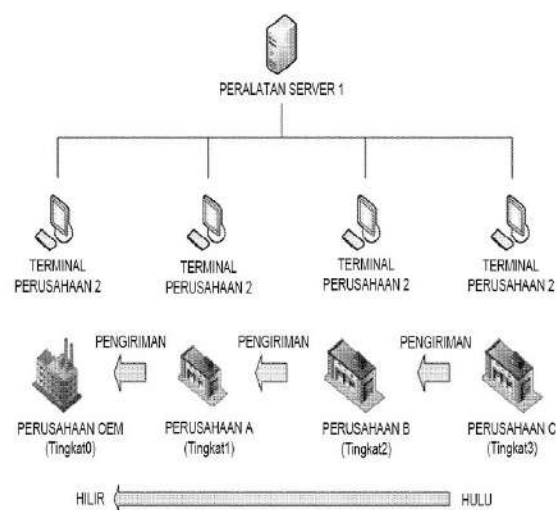 PERALATAN SERVER 1
TERMINAL
PERUSAHAAN 2
TERMINAL
PERUSAHAAN 2
TERMINAL
PERUSAHAAN 2
TERMINAL
PERUSAHAAN 2
PENGIRIMAN
PENGIRIMAN
PENGIRIMAN
PERUSAHAAN OEM
(Tingkat0)
PERUSAHAAN A
(Tingkat1)
PERUSAHAAN B
(Tingkat2)
PERUSAHAAN C
(Tingkat3)
HILIR
HULU